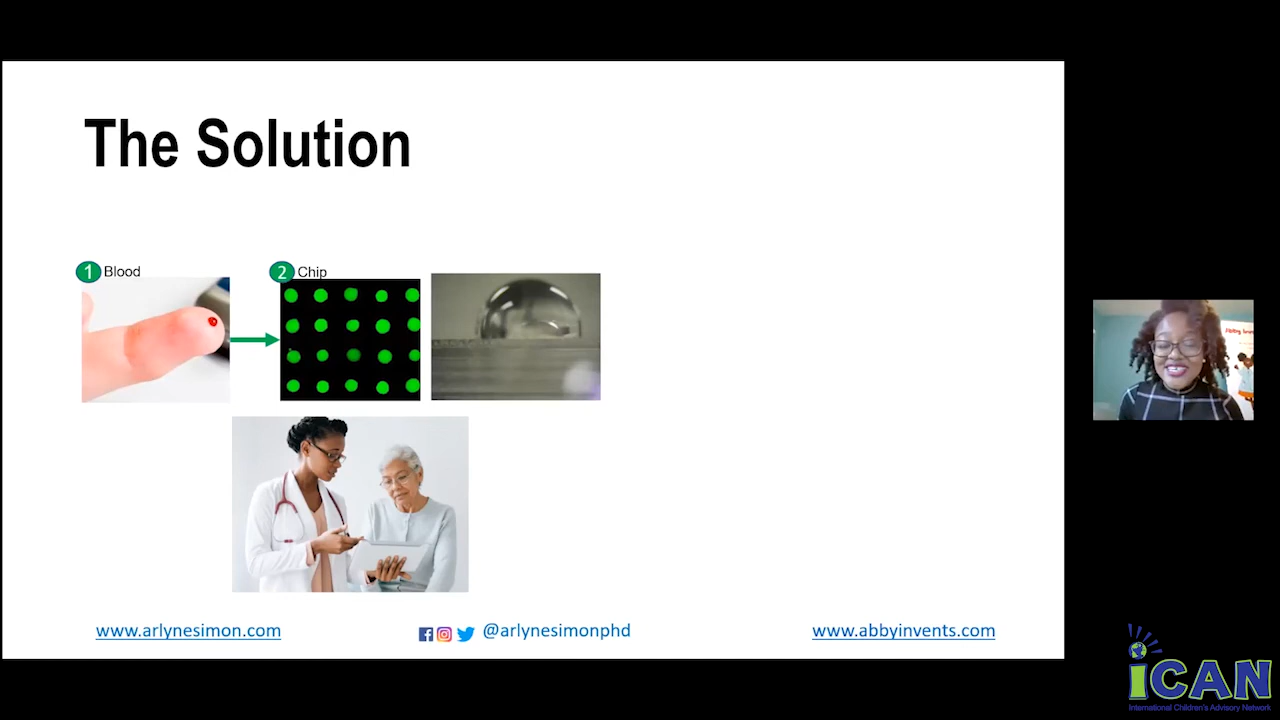 The Solution
1 Blood
2 Chip
www.arlynesimon.com
@arlynesimonphd
www.abbyinvents.com
iCAN
International Children's Advisory Network